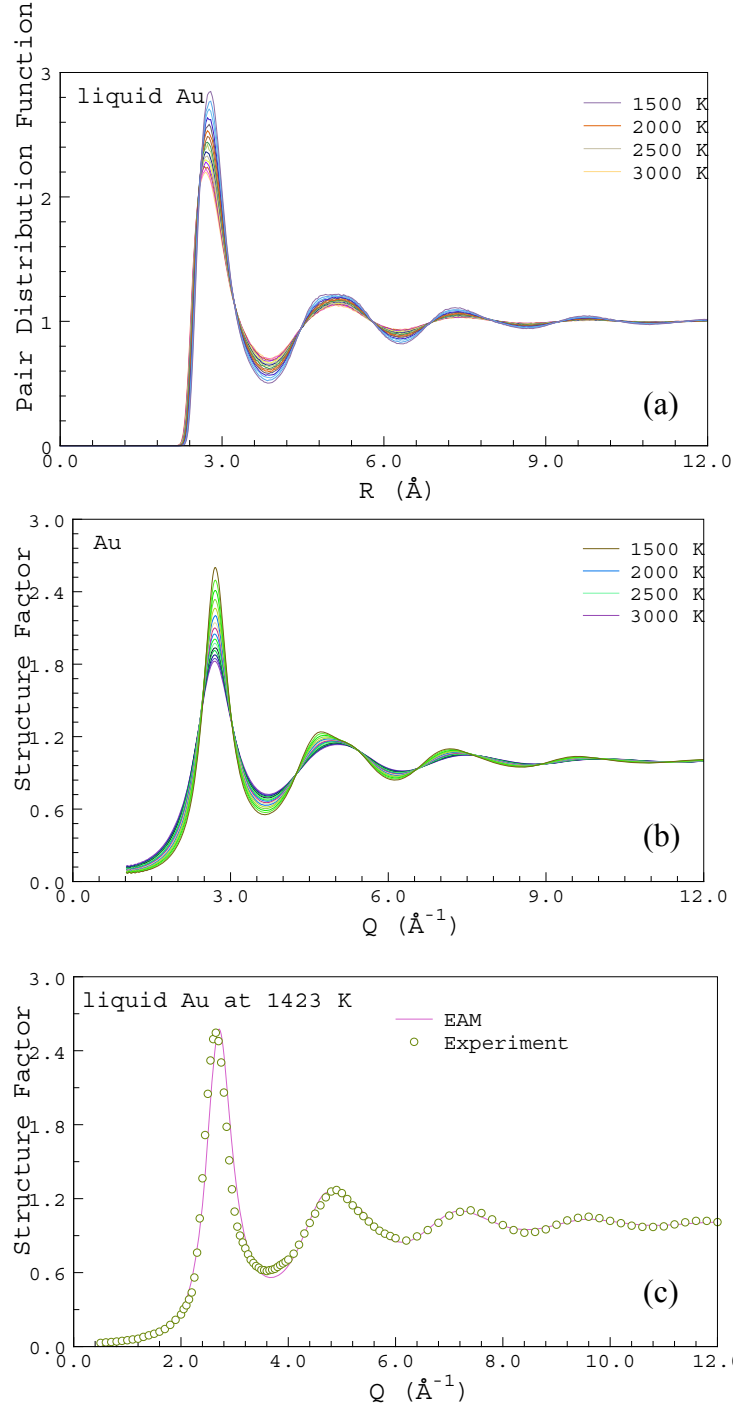 Pair Distribution Function
3
2
1
0
liquid Au
1500 K
2000 K
2500 K
3000 K
(a)
0.0 3.0 6.0 9.0 12.0
R (Å)
Structure Factor
3.0
2.4
1.8
1.2
0.6
0.0
Au
1500 K
2000 K
2500 K
3000 K
(b)
0.0 3.0 6.0 9.0 12.0
Q (Å⁻¹)
Structure Factor
3.0
2.4
1.8
1.2
0.6
0.0
liquid Au at 1423 K
EAM
Experiment
(c)
0.0 2.0 4.0 6.0 8.0 10.0 12.0
Q (Å⁻¹)